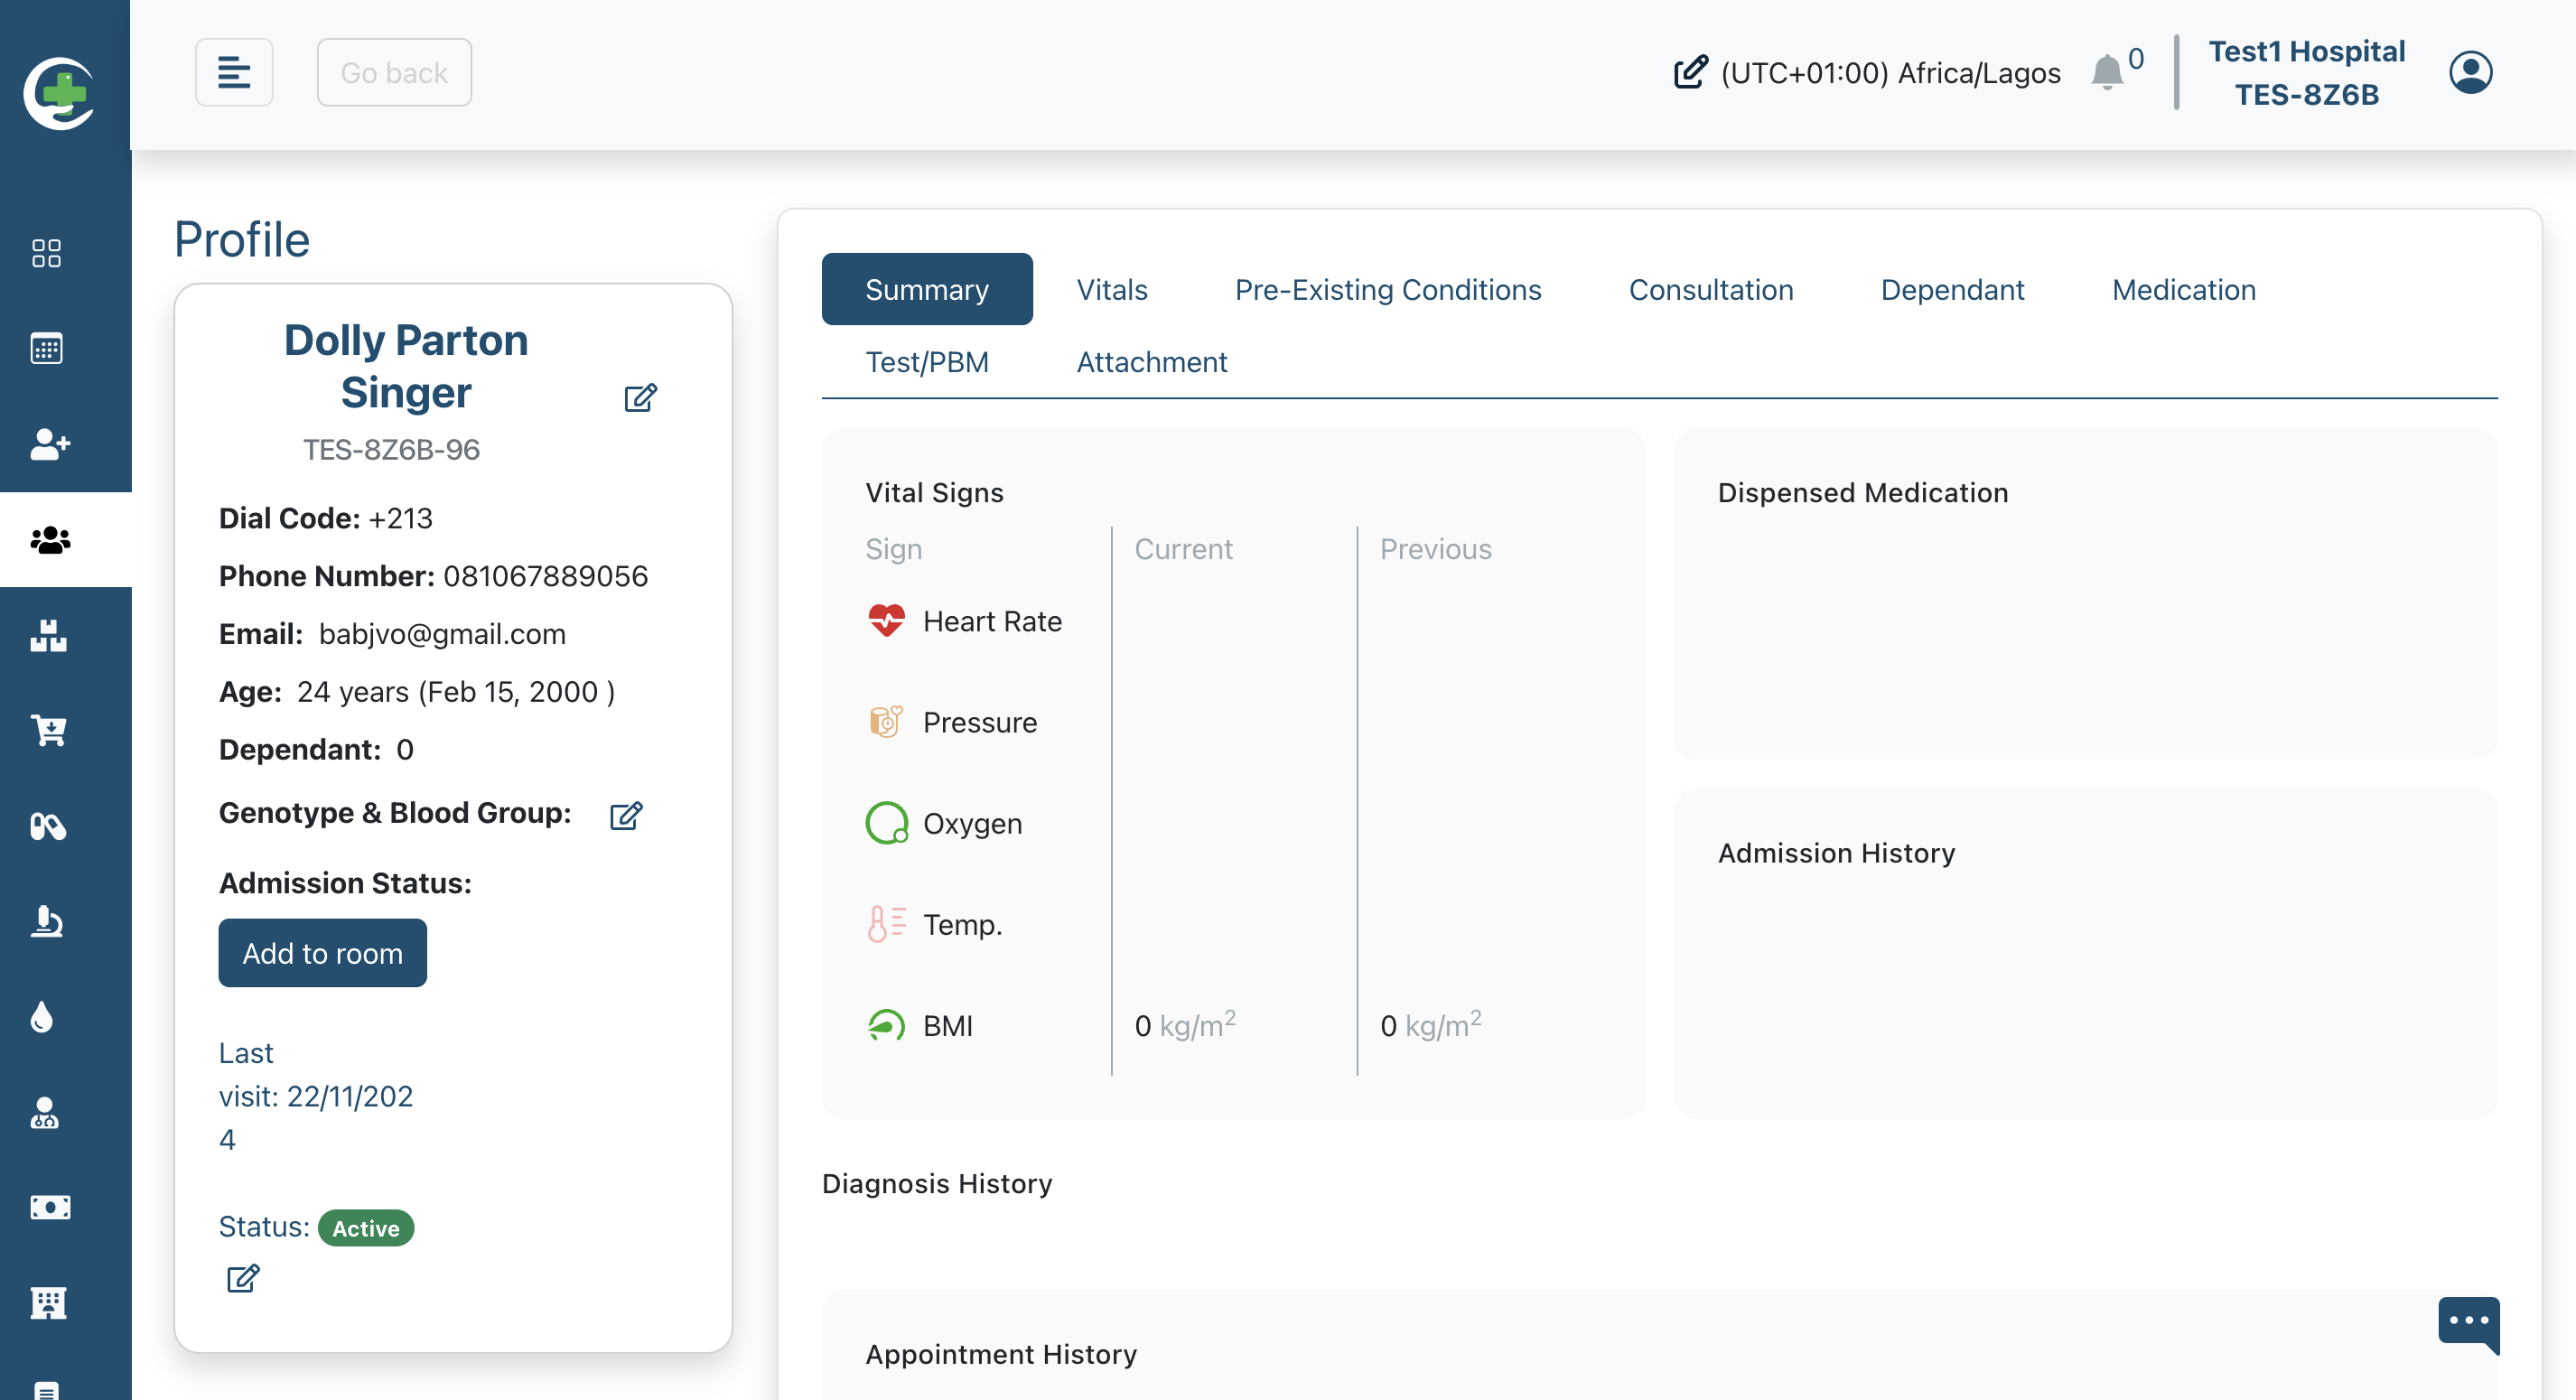 Go back
(UTC+01:00) Africa/Lagos
0
Test1 Hospital
TES-8Z6B
Profile
Dolly Parton
Singer
TES-8Z6B-96
Dial Code: +213
Phone Number: 081067889056
Email: babjvo@gmail.com
Age: 24 years (Feb 15, 2000 )
Dependant: 0
Genotype & Blood Group:
Admission Status:
Add to room
Last
visit: 22/11/202
4
Status: Active
Summary Vitals Pre-Existing Conditions Consultation Dependant Medication
Test/PBM Attachment
Vital Signs
Sign Current Previous
Heart Rate
Pressure
Oxygen
Temp.
BMI 0 kg/m² 0 kg/m²
Dispensed Medication
Admission History
Diagnosis History
Appointment History